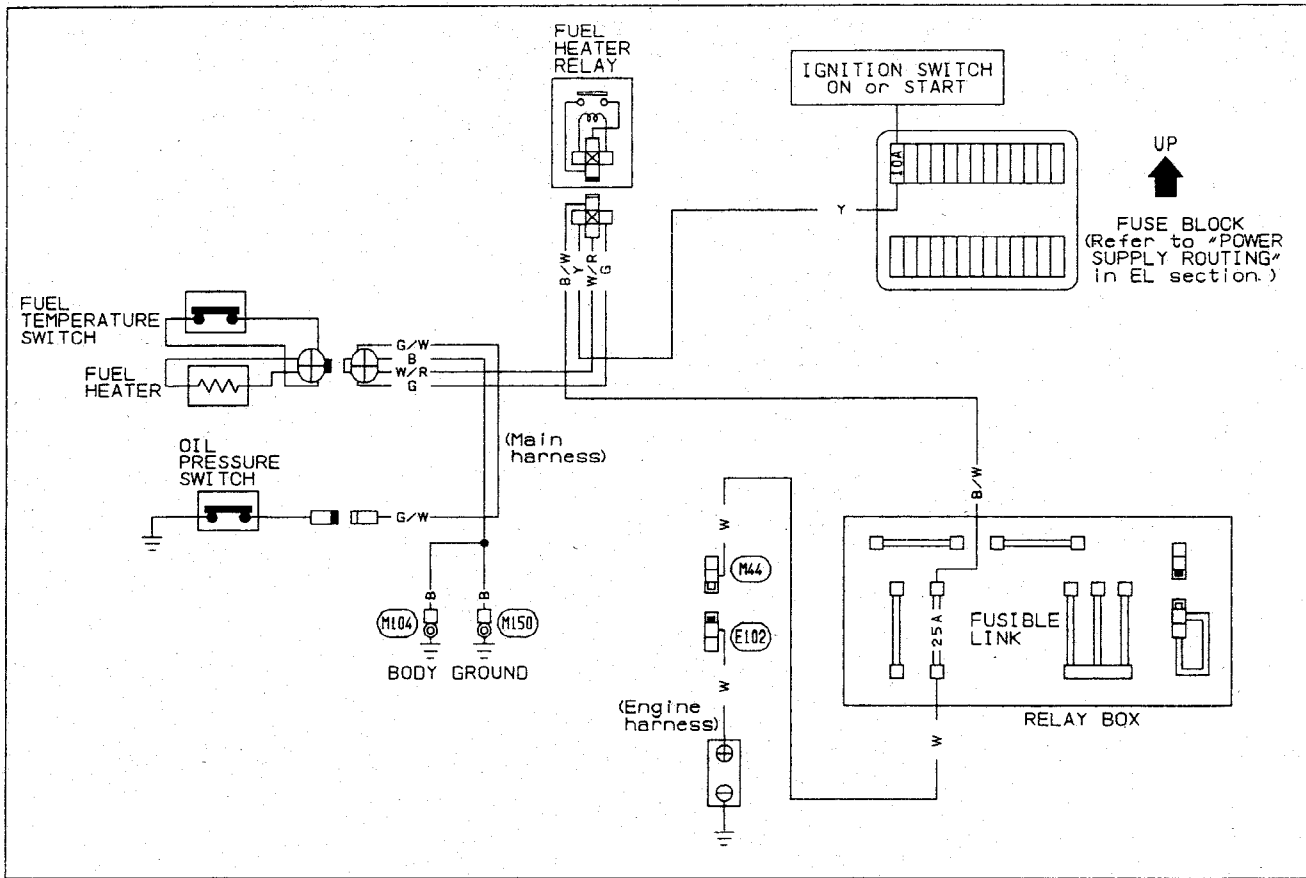 FUEL
HEATER
RELAY
IGNITION SWITCH
ON or START
10A
UP
FUSE BLOCK
(Refer to "POWER
SUPPLY ROUTING"
in EL section.)
Y
B/W
Y
W/R
G
FUEL
TEMPERATURE
SWITCH
FUEL
HEATER
G/W
B
W/R
G
OIL
PRESSURE
SWITCH
(Main
harness)
G/W
B
B
M104
M150
BODY GROUND
W
M44
E102
W
(Engine
harness)
B/W
25A
FUSIBLE
LINK
RELAY BOX
W